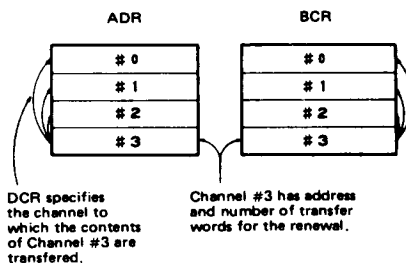 ADR
BCR
# 0
# 1
# 2
# 3
# 0
# 1
# 2
# 3
DCR specifies
the channel to
which the contents
of Channel #3 are
transfered.
Channel #3 has address
and number of transfer
words for the renewal.